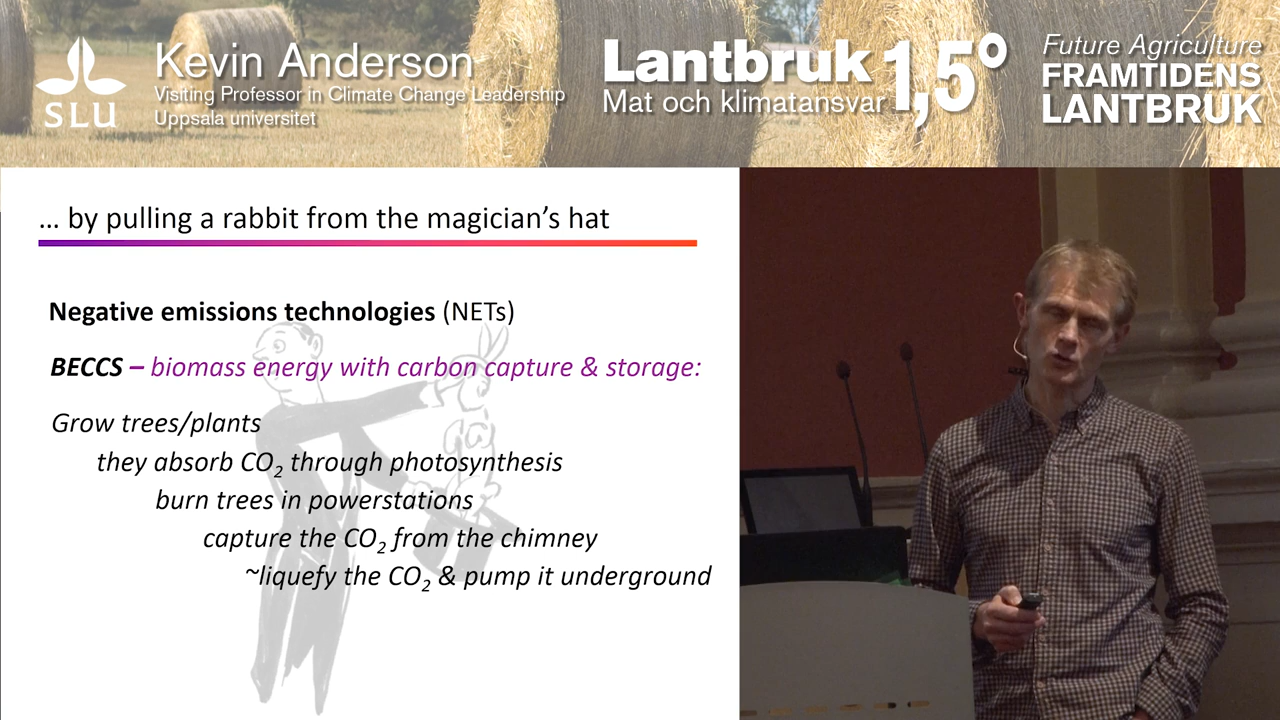 SLU
Kevin Anderson
Visiting Professor in Climate Change Leadership
Uppsala universitet
Lantbruk 1,5°
Mat och klimatansvar
Future Agriculture
FRAMTIDENS
LANTBRUK
... by pulling a rabbit from the magician's hat
Negative emissions technologies (NETs)
BECCS – biomass energy with carbon capture & storage:
Grow trees/plants
they absorb CO₂ through photosynthesis
burn trees in powerstations
capture the CO₂ from the chimney
~liquefy the CO₂ & pump it underground